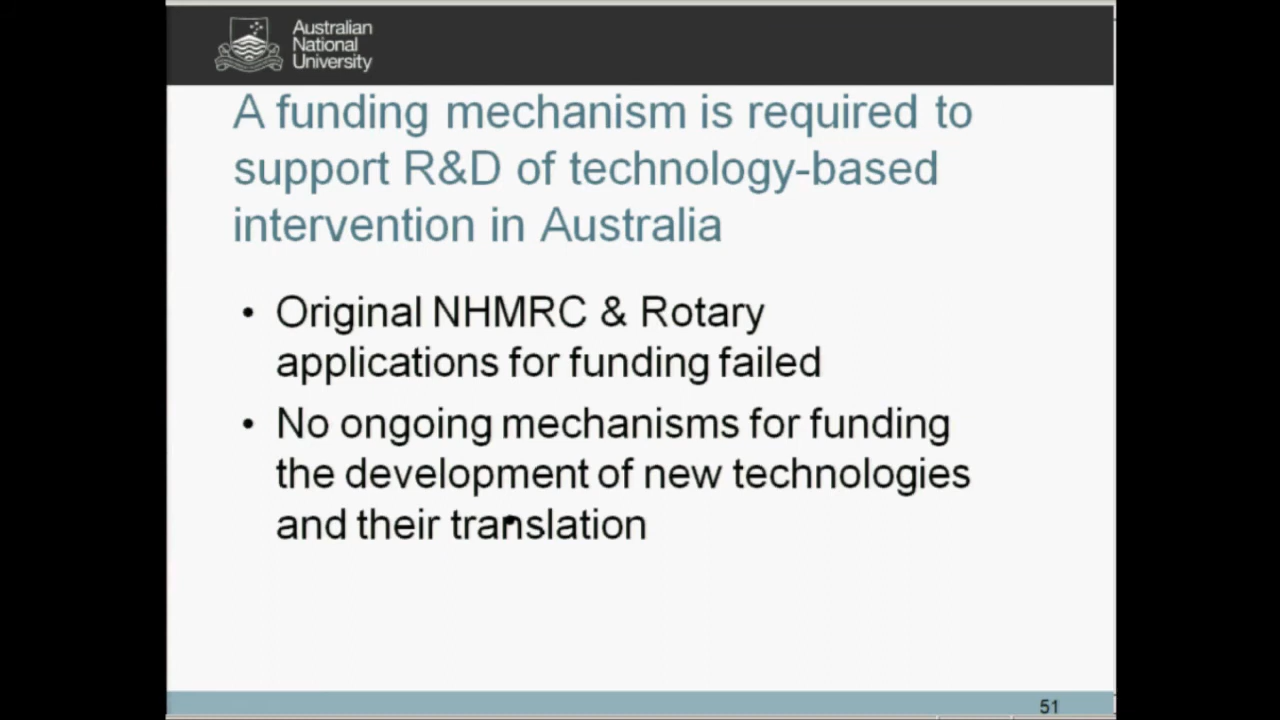 Australian
National
University
A funding mechanism is required to
support R&D of technology-based
intervention in Australia
• Original NHMRC & Rotary
applications for funding failed
• No ongoing mechanisms for funding
the development of new technologies
and their translation
51